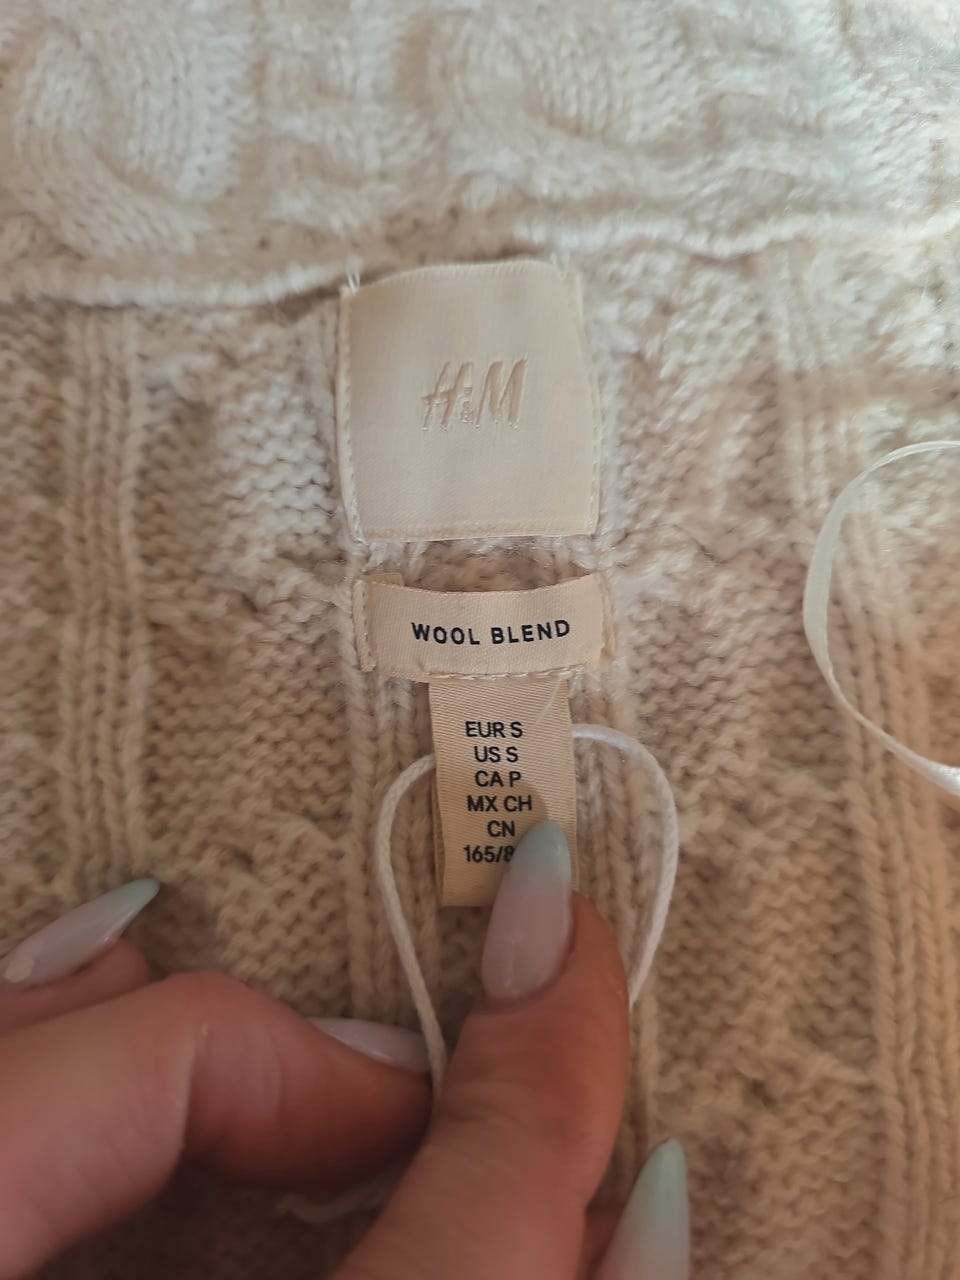 H&M
WOOL BLEND
EUR S
US S
CA P
MX CH
CN